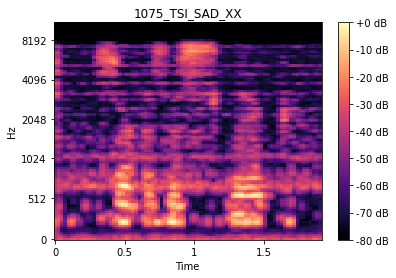 1075_TSI_SAD_XX
8192
4096
2048
1024
512
0
Hz
0
0.5
1
1.5
Time
+0 dB
-10 dB
-20 dB
-30 dB
-40 dB
-50 dB
-60 dB
-70 dB
-80 dB